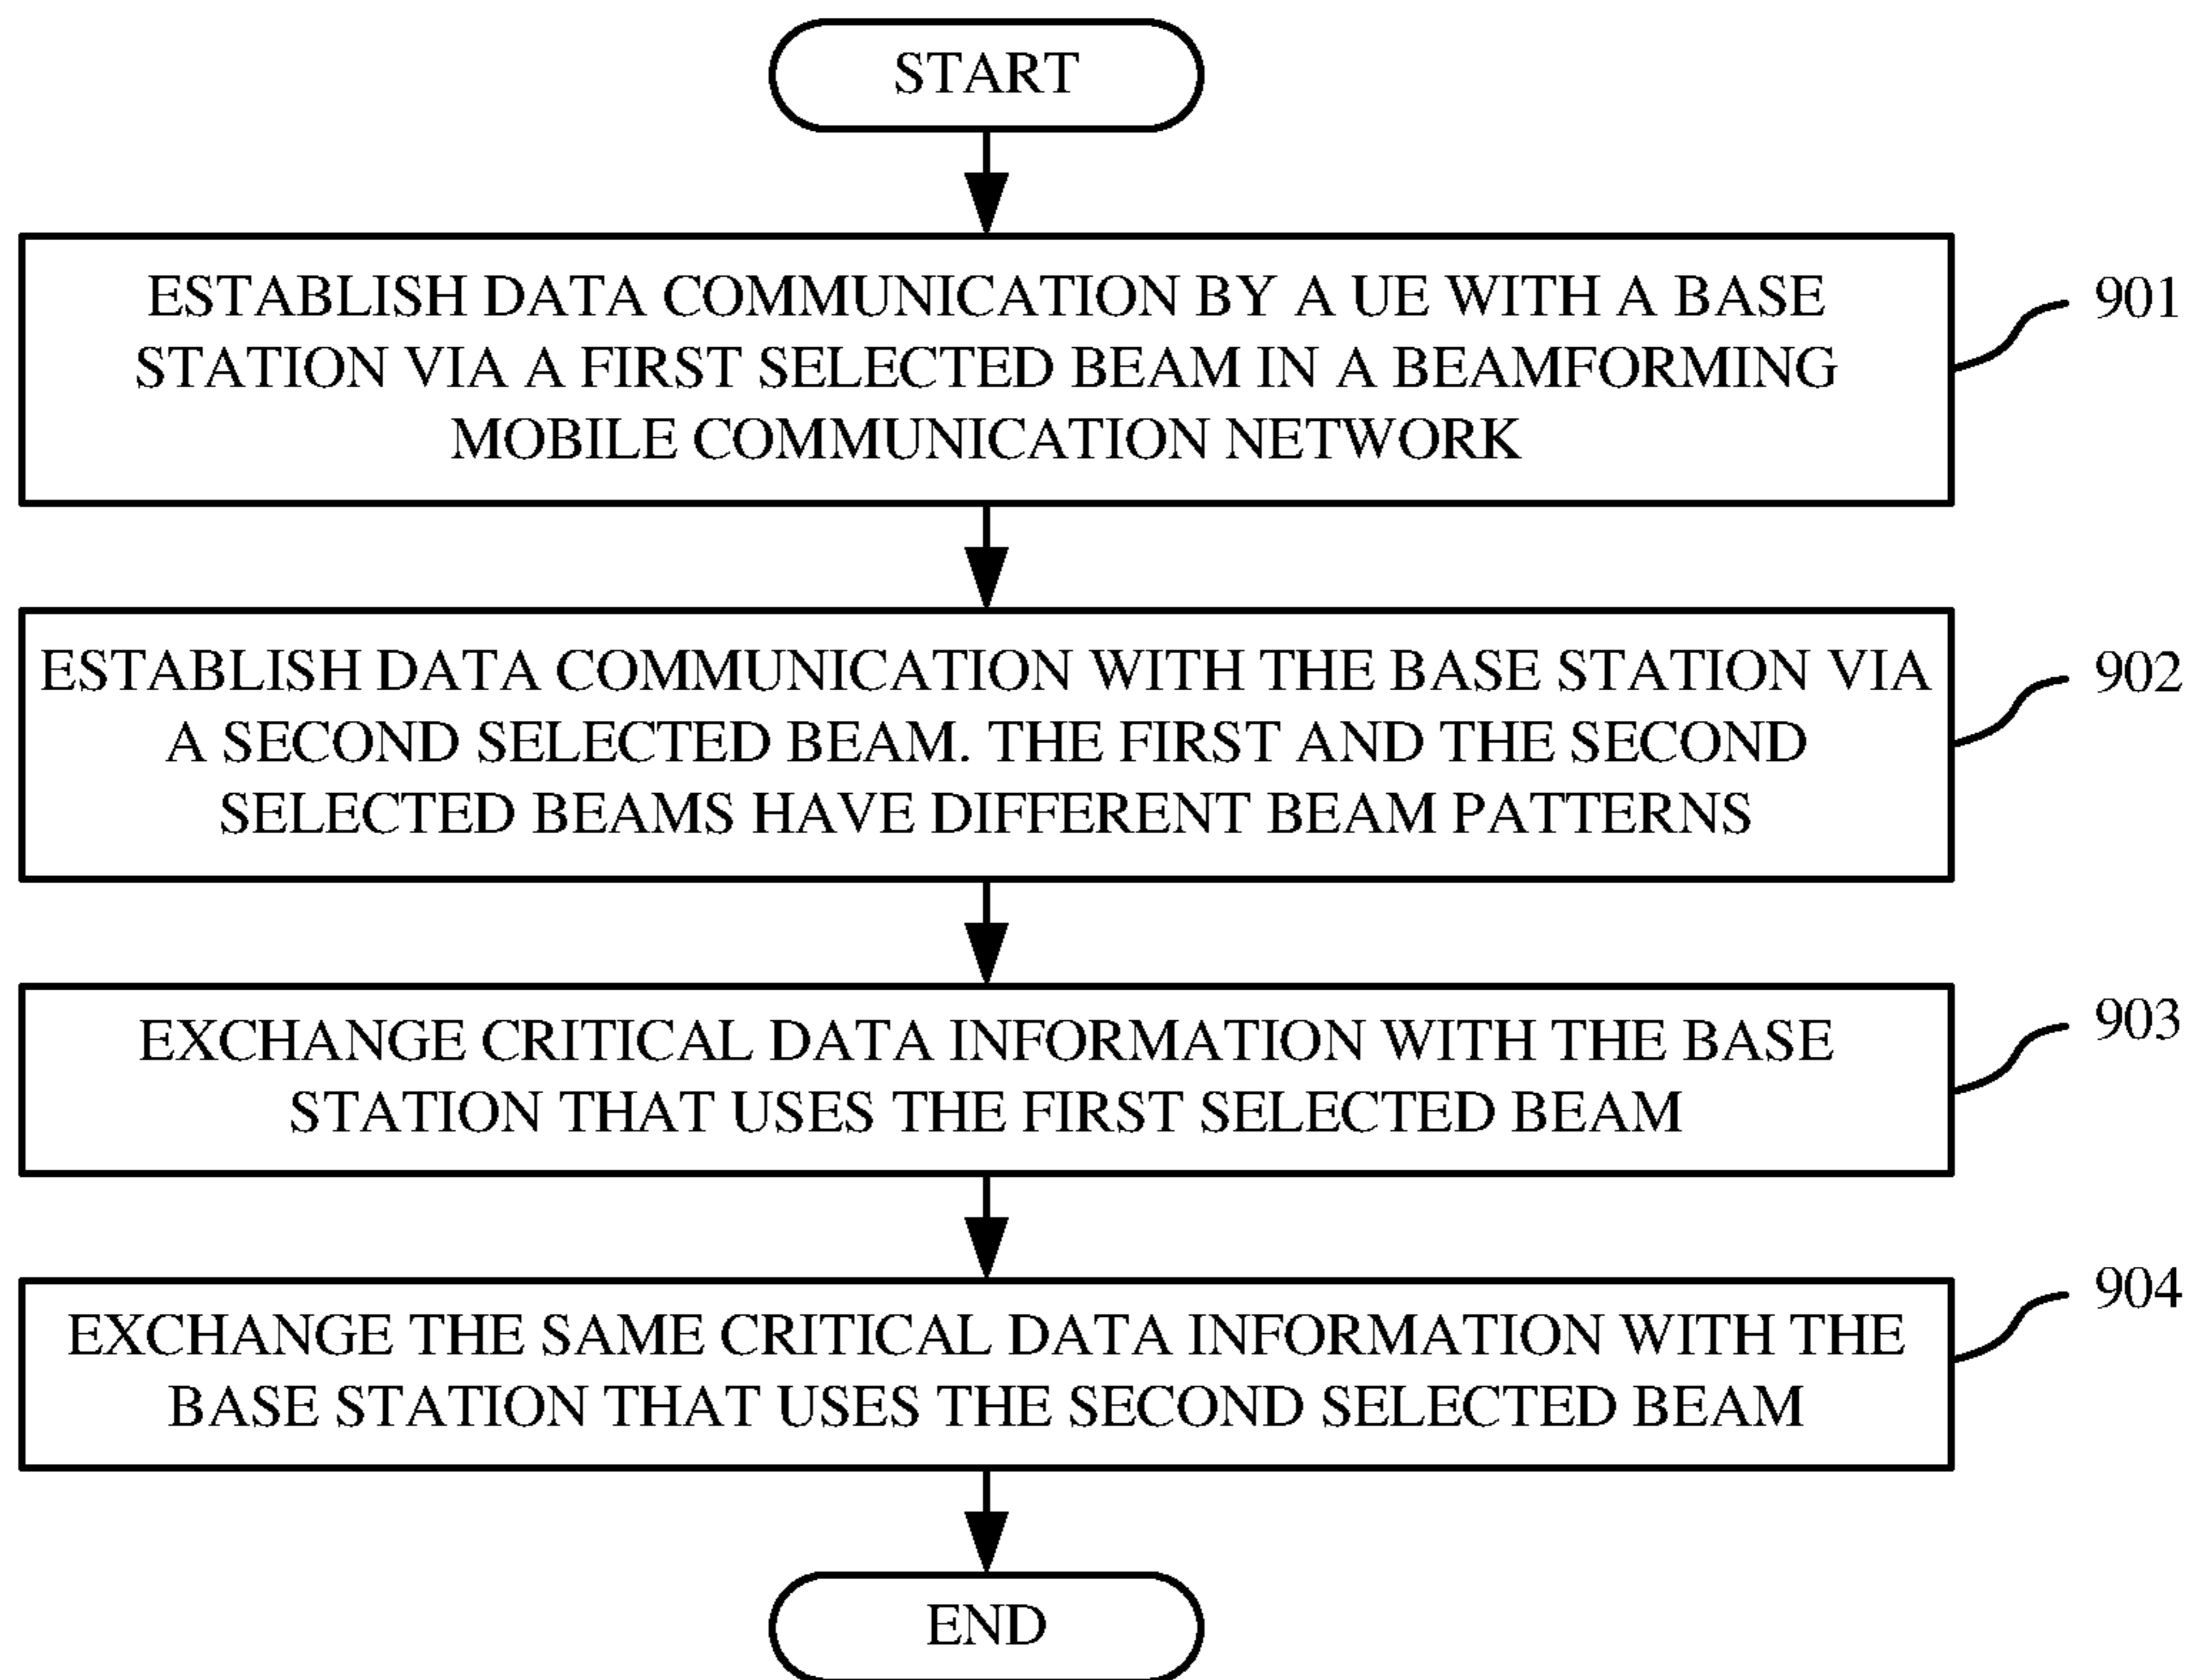 START
ESTABLISH DATA COMMUNICATION BY A UE WITH A BASE
STATION VIA A FIRST SELECTED BEAM IN A BEAMFORMING
MOBILE COMMUNICATION NETWORK
901
ESTABLISH DATA COMMUNICATION WITH THE BASE STATION VIA
A SECOND SELECTED BEAM. THE FIRST AND THE SECOND
SELECTED BEAMS HAVE DIFFERENT BEAM PATTERNS
902
EXCHANGE CRITICAL DATA INFORMATION WITH THE BASE
STATION THAT USES THE FIRST SELECTED BEAM
903
EXCHANGE THE SAME CRITICAL DATA INFORMATION WITH THE
BASE STATION THAT USES THE SECOND SELECTED BEAM
904
END